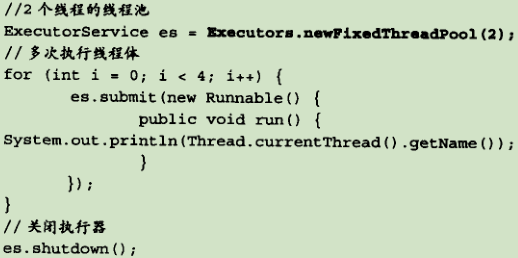 //2个线程的线程池
ExecutorService es = Executors.newFixedThreadPool(2);
//多次执行线程体
for (int i = 0; i < 4; i++) {
es.submit(new Runnable() {
public void run() {
System.out.println(Thread.currentThread().getName());
}
});
}
//关闭执行器
es.shutdown();